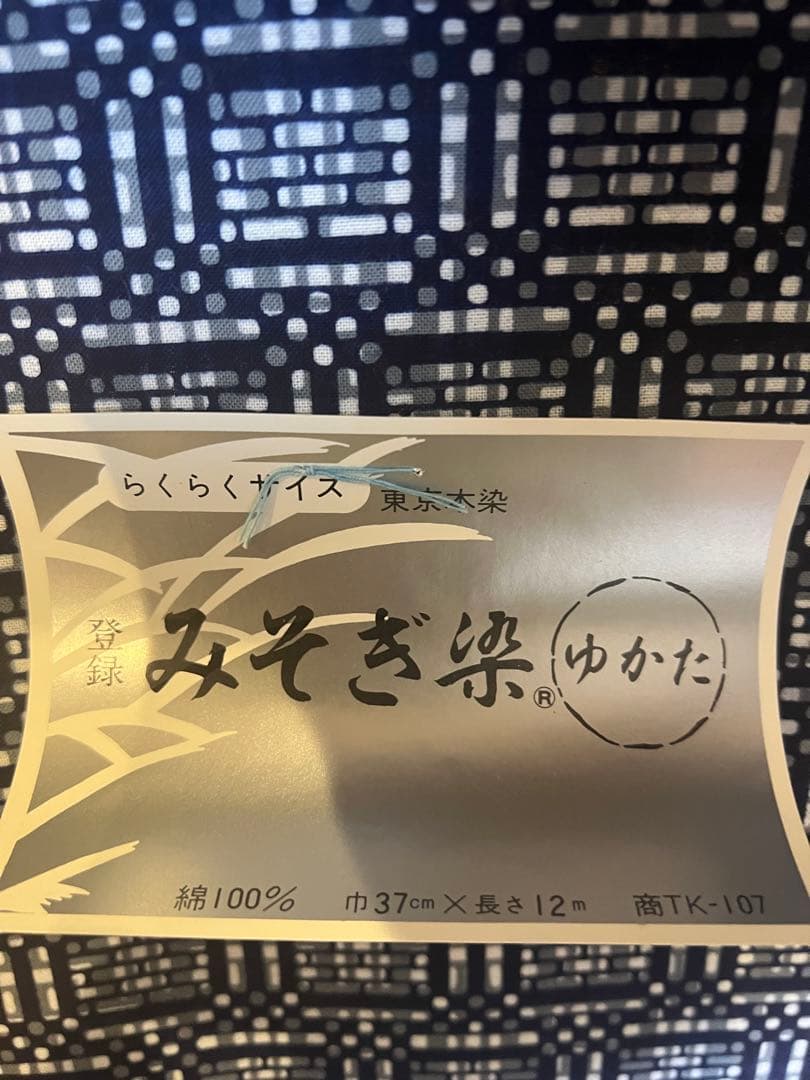 らくらくサイズ 東京本染
登録 みそぎ染® ゆかた
綿100% 巾37cm×長さ12m 商TK-107